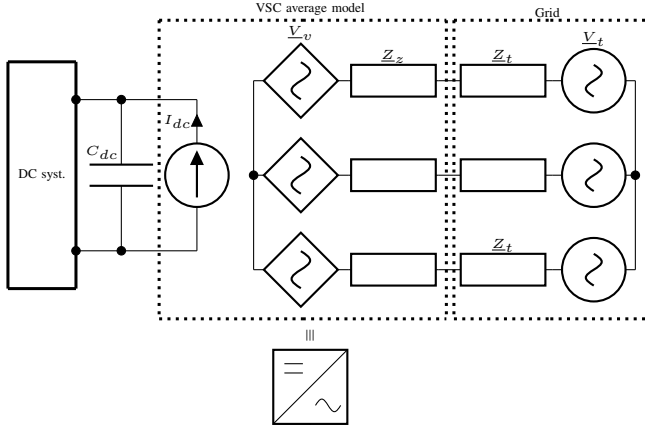 VSC average model
Grid
V_v
Z_z
Z_t
V_t
I_dc
C_dc
DC syst.
Z_t